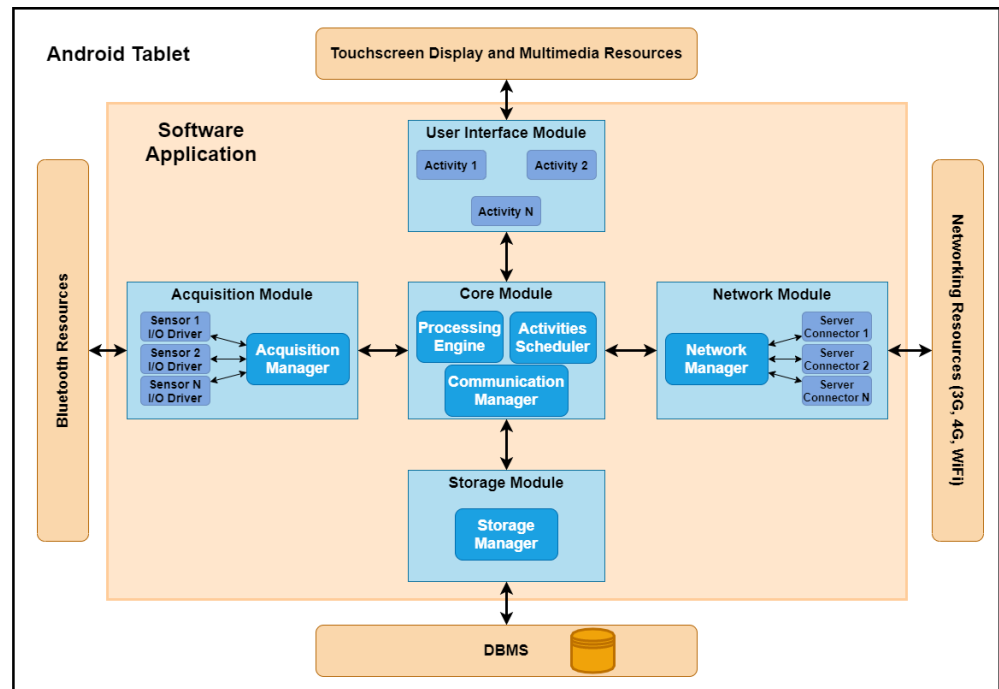 Android Tablet
Touchscreen Display and Multimedia Resources
Software
Application
User Interface Module
Activity 1
Activity 2
Activity N
Bluetooth Resources
Acquisition Module
Sensor 1
I/O Driver
Sensor 2
I/O Driver
Sensor N
I/O Driver
Acquisition
Manager
Core Module
Processing
Engine
Activities
Scheduler
Communication
Manager
Network Module
Network
Manager
Server
Connector 1
Server
Connector 2
Server
Connector N
Networking Resources (3G, 4G, WiFi)
Storage Module
Storage
Manager
DBMS